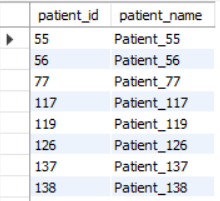 patient_id patient_name
55 Patient_55
56 Patient_56
77 Patient_77
117 Patient_117
119 Patient_119
126 Patient_126
137 Patient_137
138 Patient_138